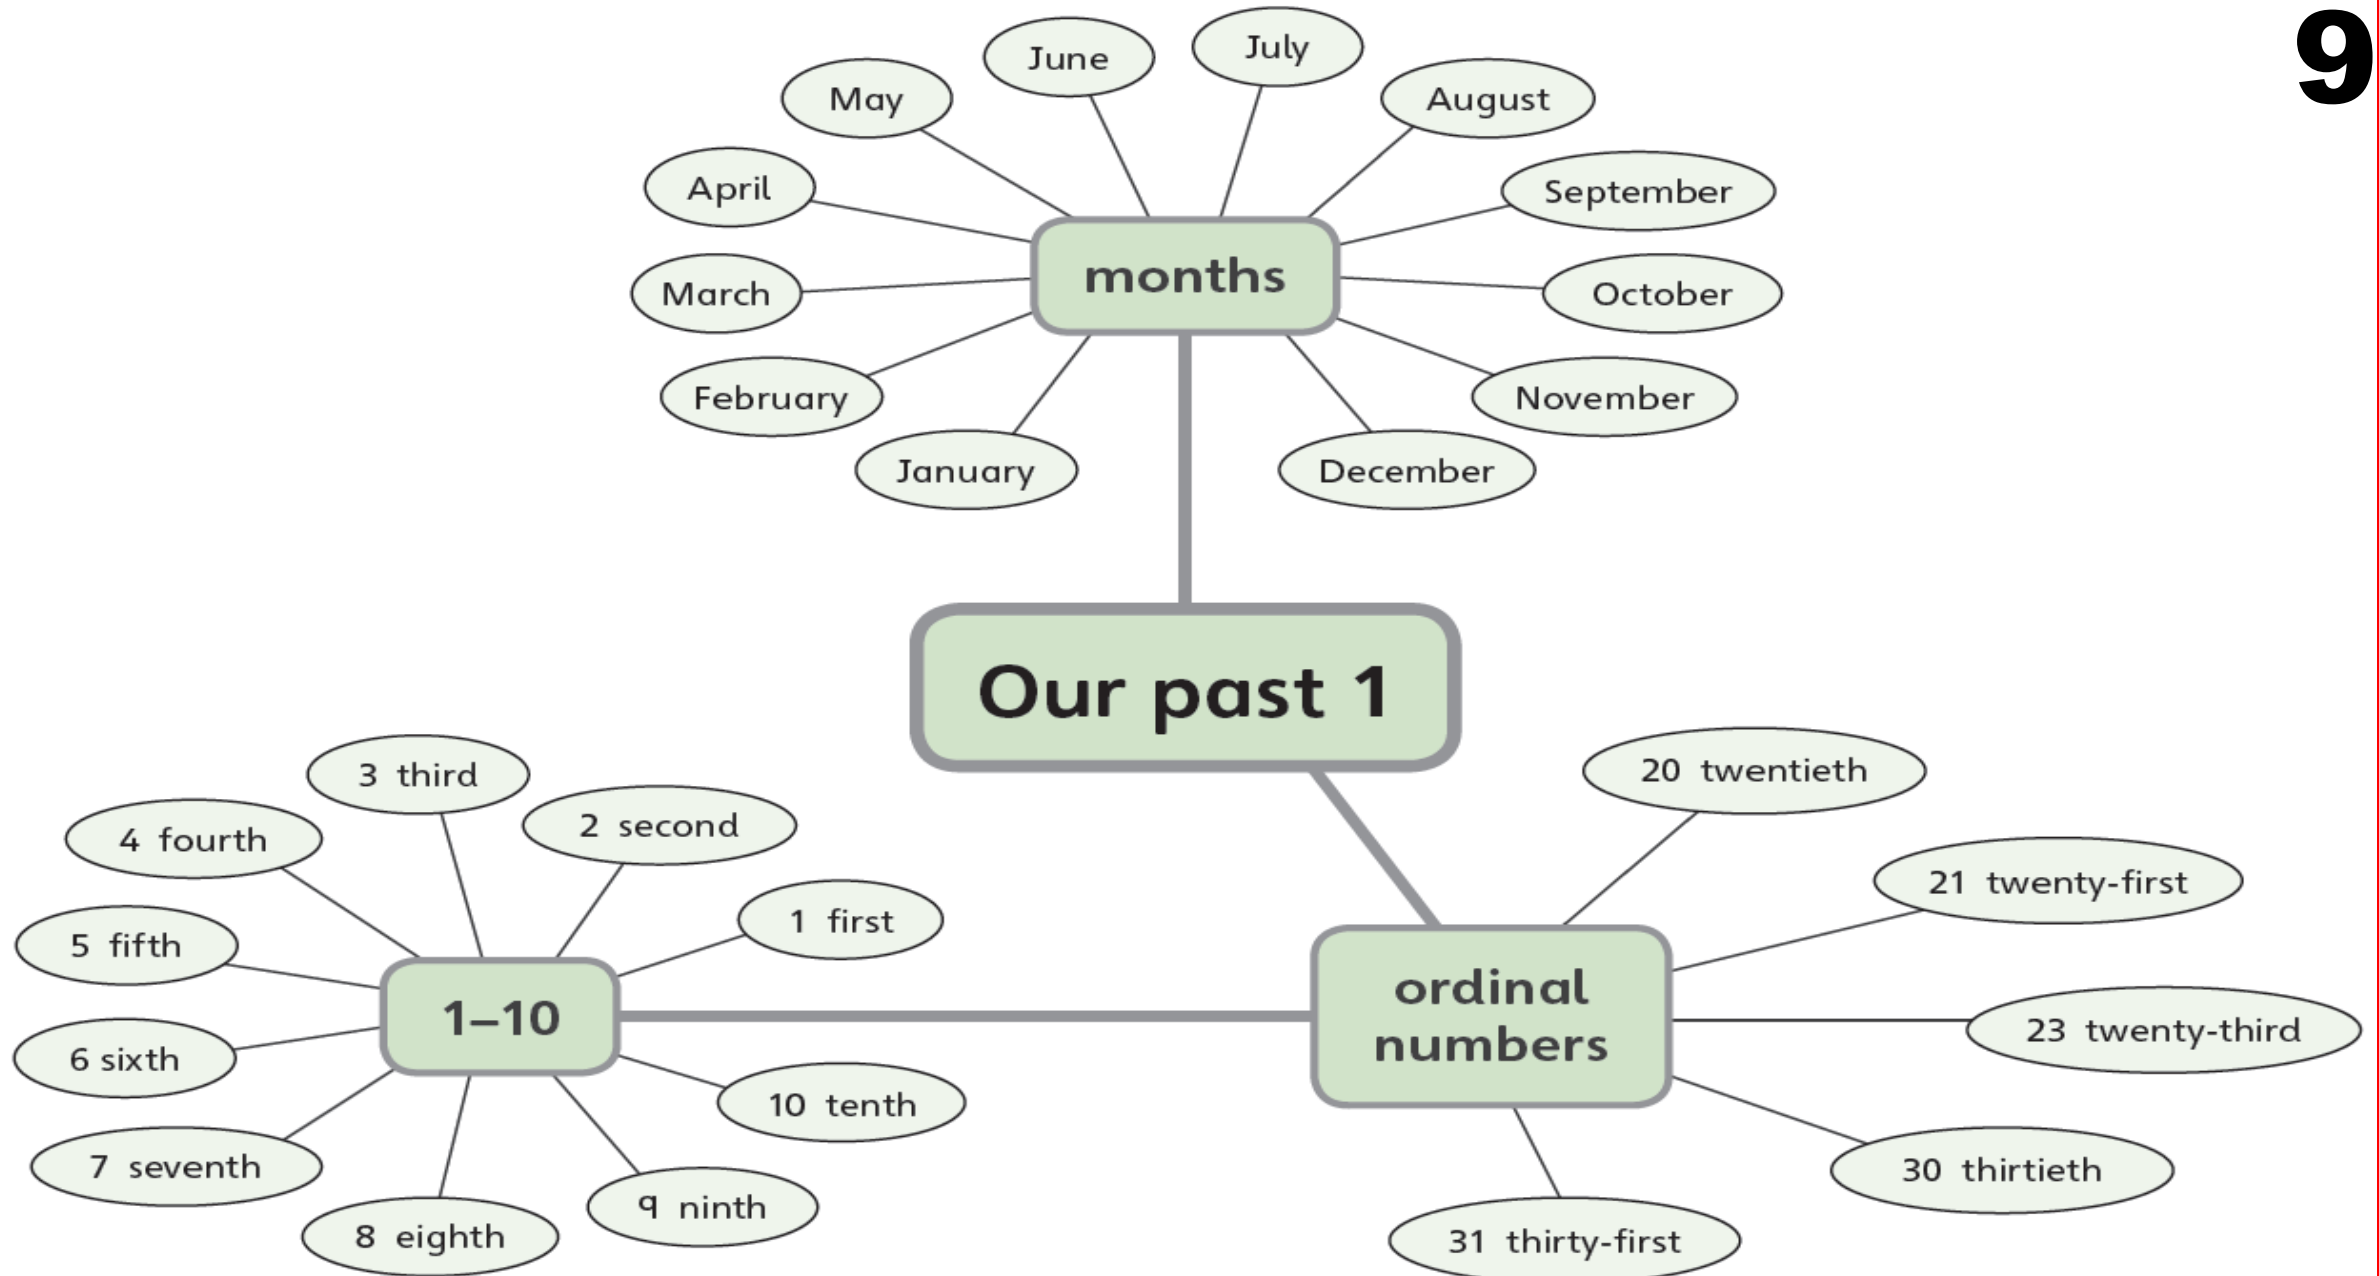 9
June
July
May
August
April
September
months
March
October
February
November
January
December
Our past 1
3 third
2 second
4 fourth
1 first
5 fifth
1–10
6 sixth
10 tenth
7 seventh
9 ninth
8 eighth
20 twentieth
21 twenty-first
ordinal
numbers
23 twenty-third
30 thirtieth
31 thirty-first